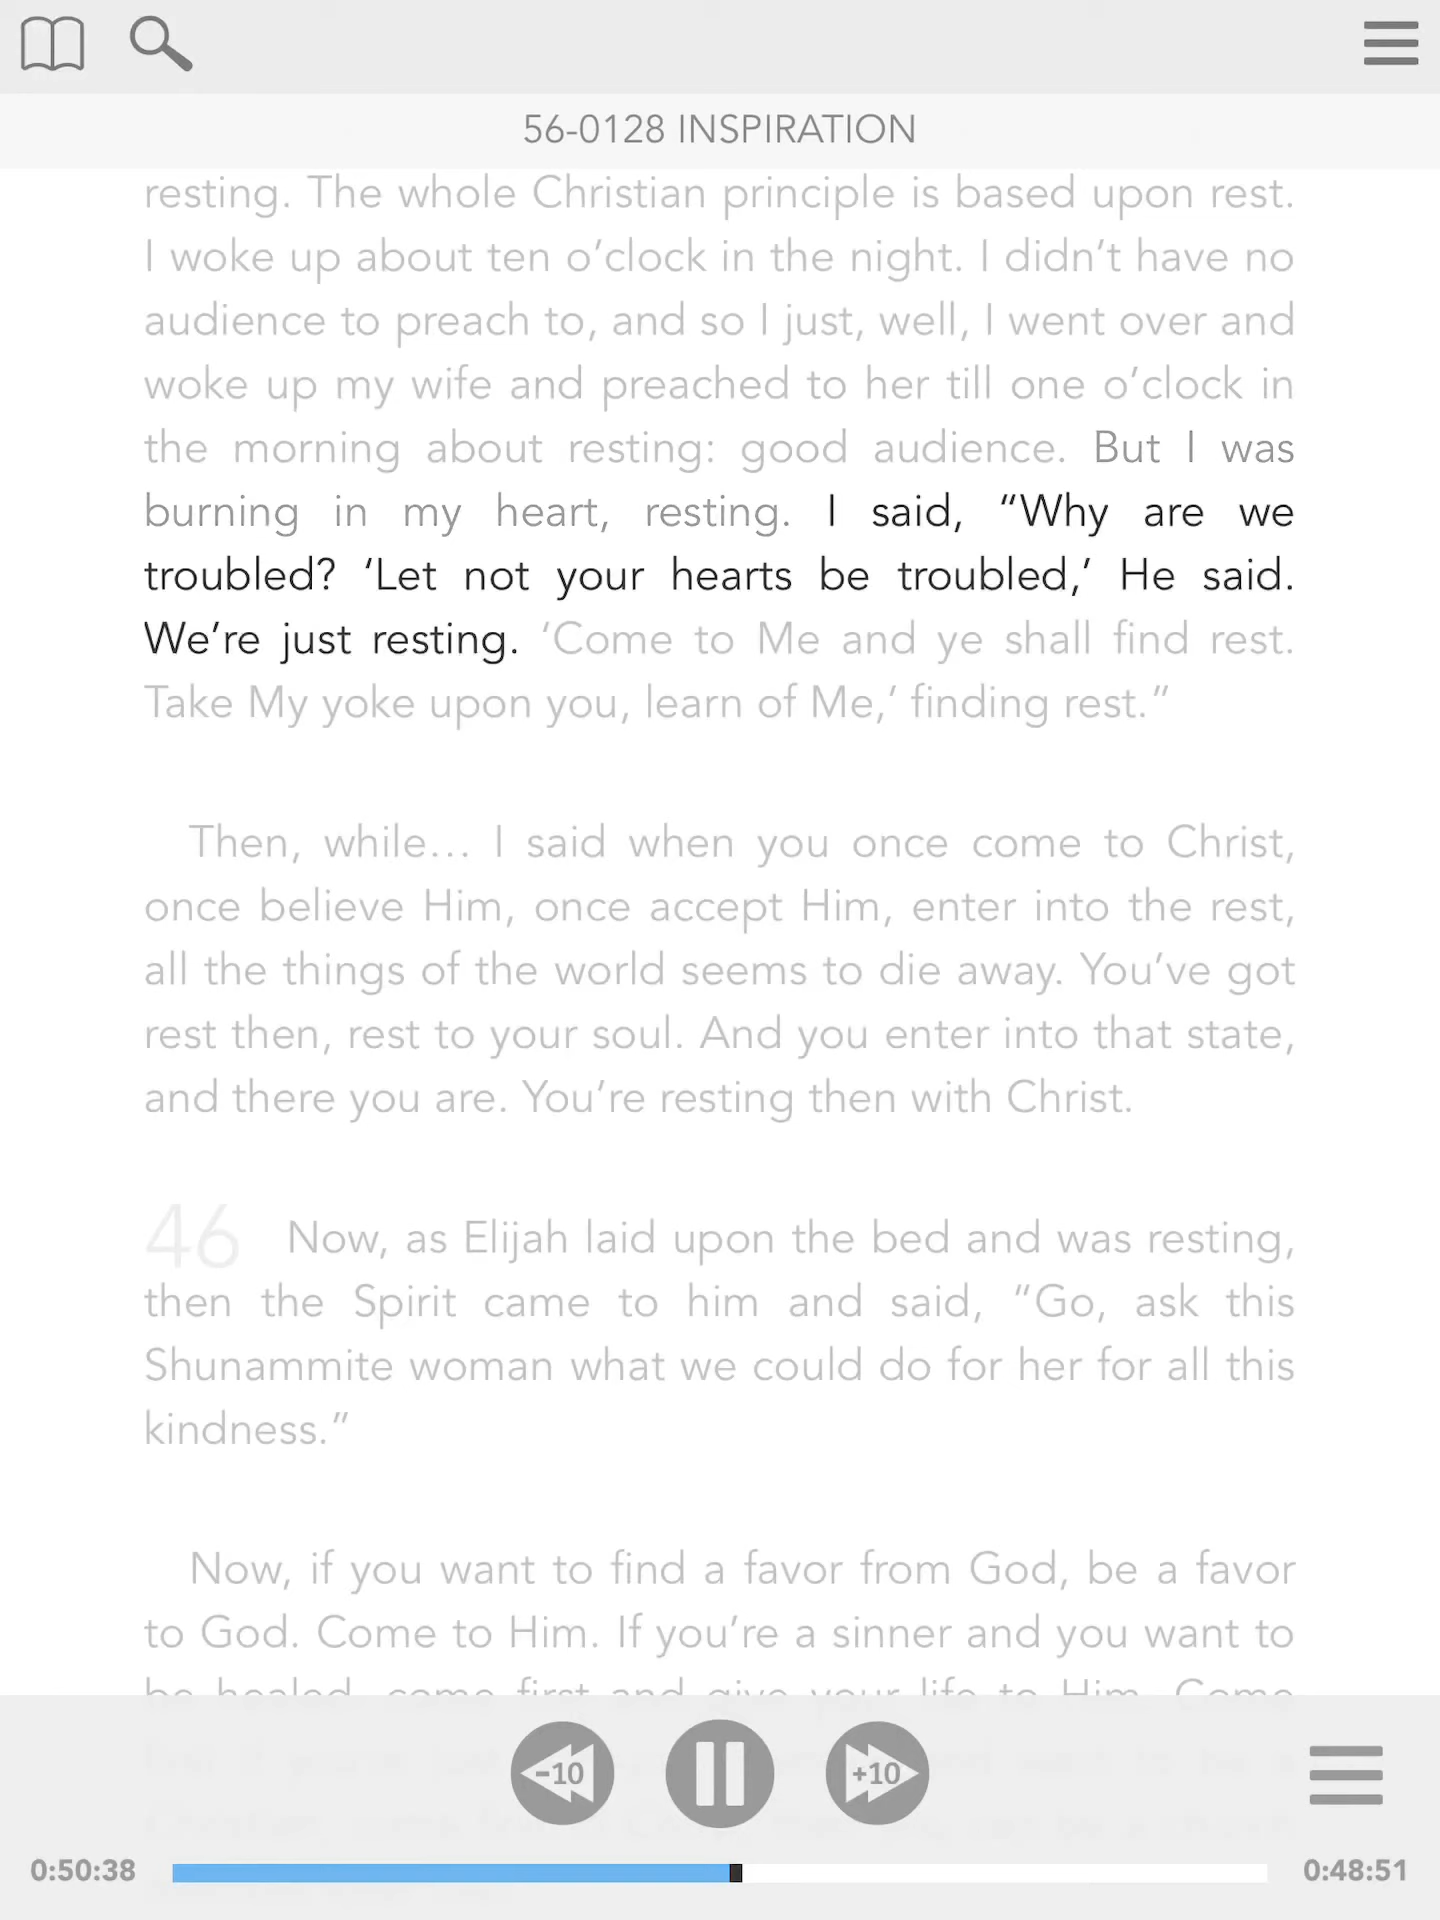 56-0128 INSPIRATION
resting. The whole Christian principle is based upon rest.
I woke up about ten o’clock in the night. I didn’t have no
audience to preach to, and so I just, well, I went over and
woke up my wife and preached to her till one o’clock in
the morning about resting: good audience. But I was
burning in my heart, resting. I said, “Why are we
troubled? ‘Let not your hearts be troubled,’ He said.
We’re just resting. ‘Come to Me and ye shall find rest.
Take My yoke upon you, learn of Me,’ finding rest.”
Then, while… I said when you once come to Christ,
once believe Him, once accept Him, enter into the rest,
all the things of the world seems to die away. You’ve got
rest then, rest to your soul. And you enter into that state,
and there you are. You’re resting then with Christ.
46 Now, as Elijah laid upon the bed and was resting,
then the Spirit came to him and said, “Go, ask this
Shunammite woman what we could do for her for all this
kindness.”
Now, if you want to find a favor from God, be a favor
to God. Come to Him. If you’re a sinner and you want to
be healed, come first and give your life to Him. Come
-10 +10
0:50:38 0:48:51